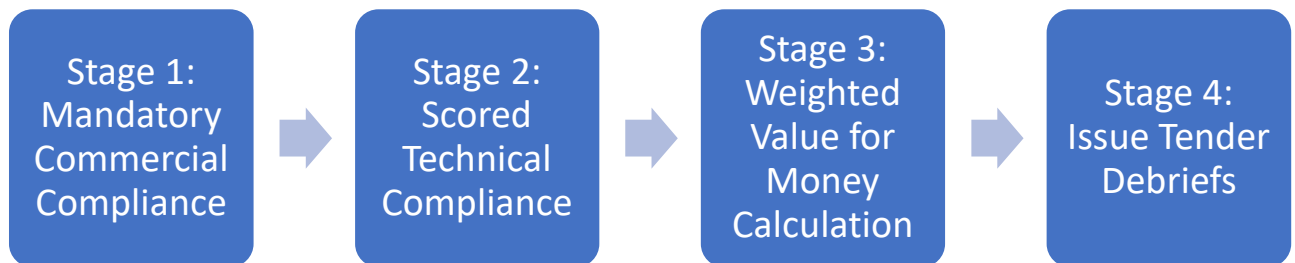 Stage 1:
Mandatory
Commercial
Compliance
Stage 2:
Scored
Technical
Compliance
Stage 3:
Weighted
Value for
Money
Calculation
Stage 4:
Issue Tender
Debriefs